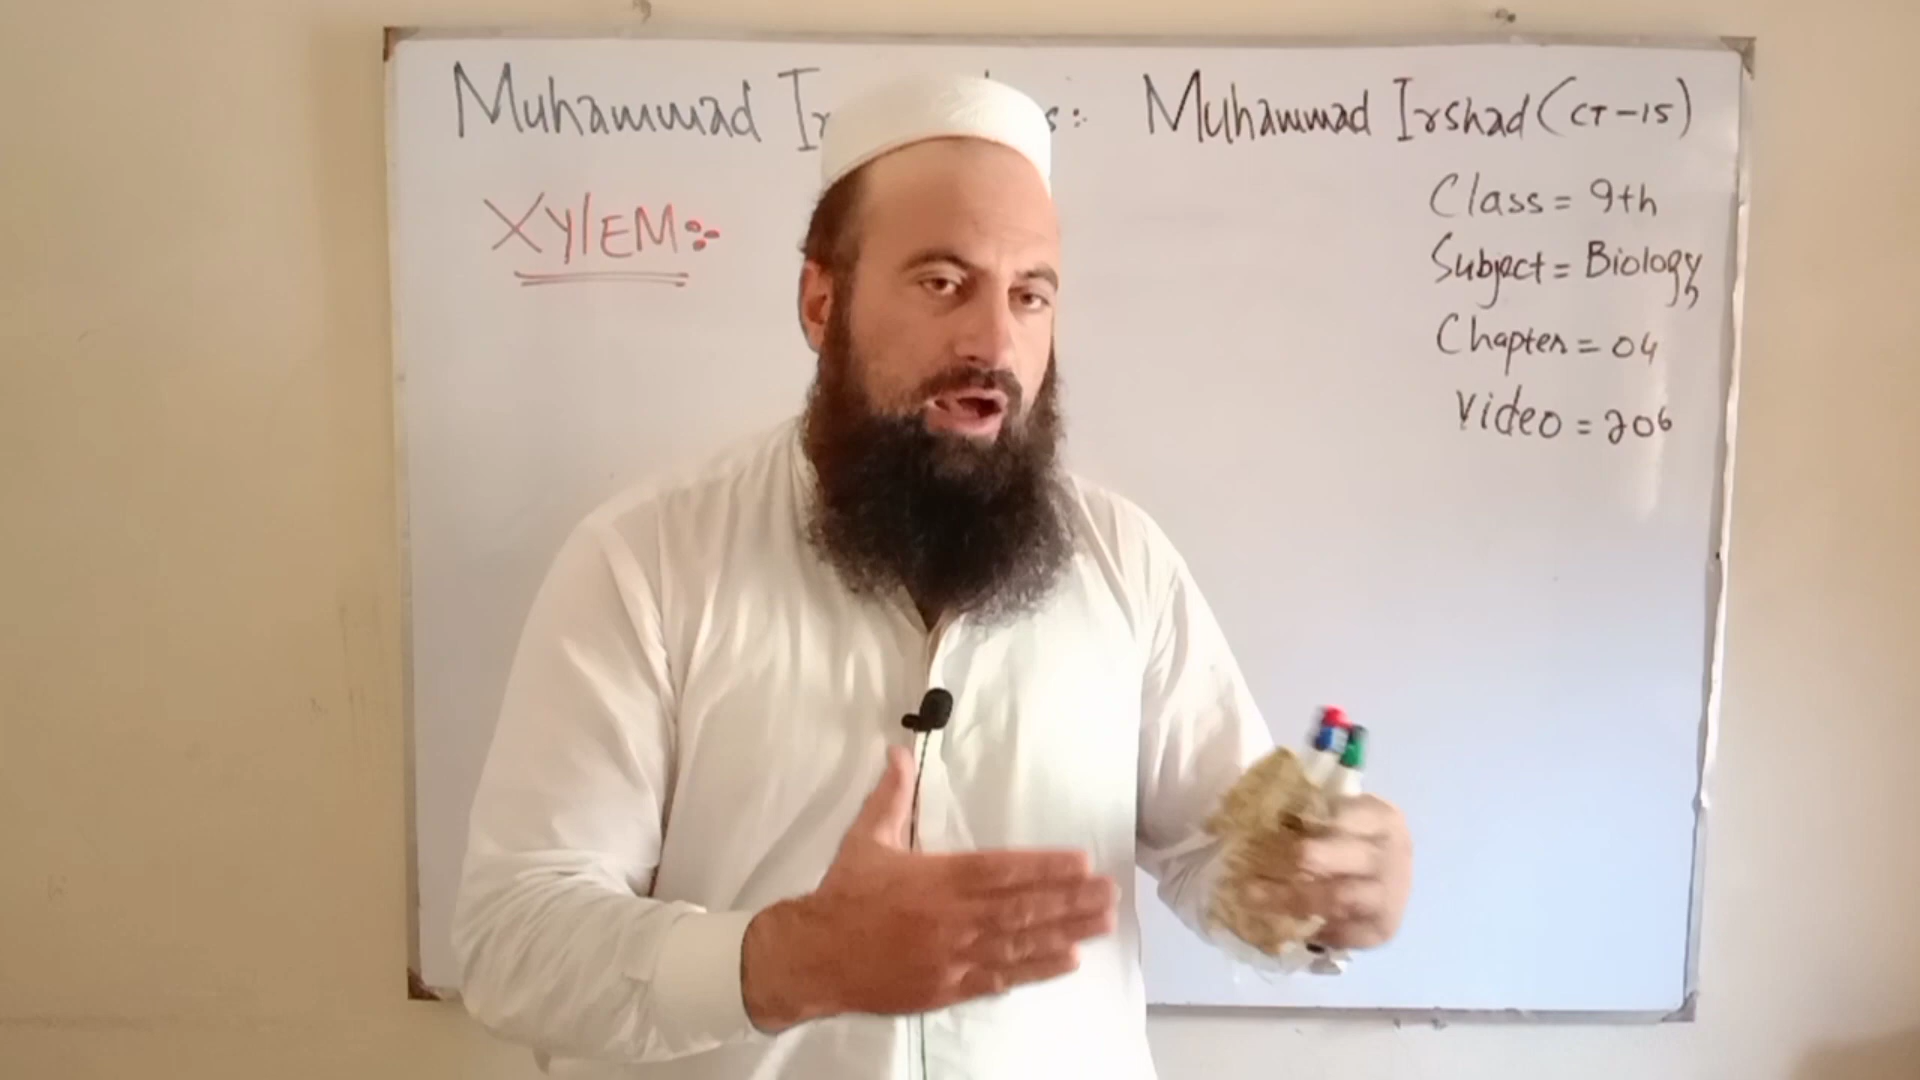 Muhammad Ir s:- Muhammad Irshad (CT-15)
XYlEM:-
Class = 9th
Subject = Biology
Chapter = 04
Video = 206